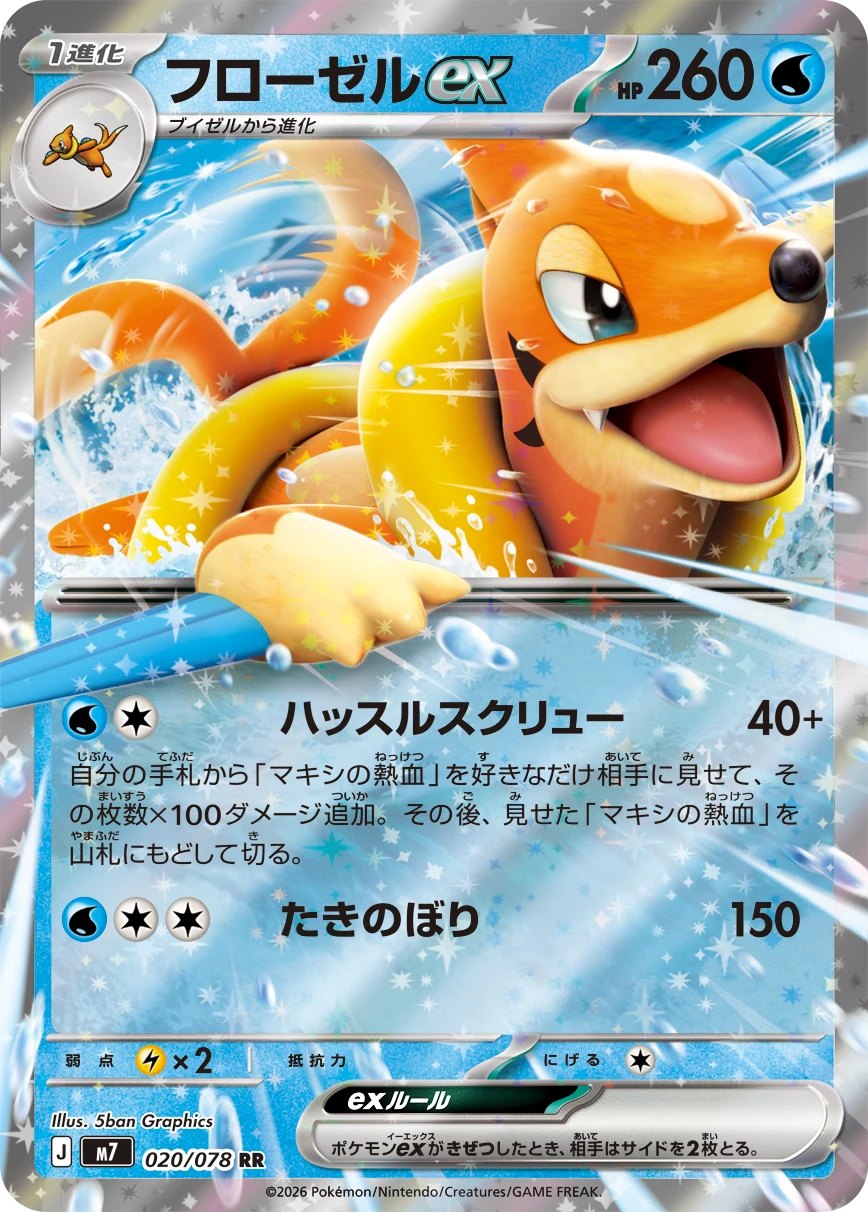 1進化
フローゼルex
HP260
ブイゼルから進化
ハッスルスクリュー 40+
自分の手札から「マキシの熱血」を好きなだけ相手に見せて、そ
の枚数×100ダメージ追加。その後、見せた「マキシの熱血」を
山札にもどして切る。
たきのぼり 150
弱点 ×2 抵抗力 にげる
Illus. 5ban Graphics
exルール
ポケモンexがきぜつしたとき、相手はサイドを2枚とる。
J M7 020/078 RR
©2026 Pokémon/Nintendo/Creatures/GAME FREAK.